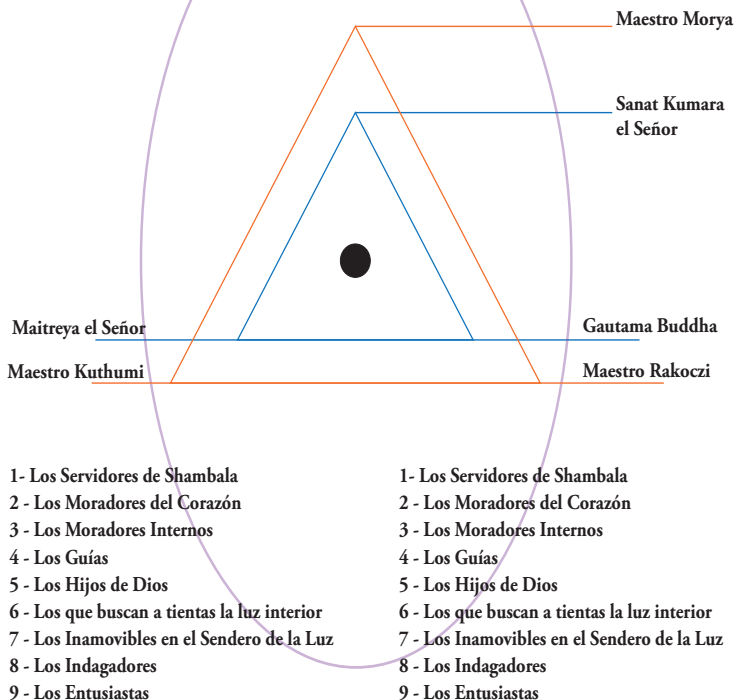 Maestro Morya
Sanat Kumara
el Señor
Maitreya el Señor
Gautama Buddha
Maestro Kuthumi
Maestro Rakoczi
1- Los Servidores de Shambala
2 - Los Moradores del Corazón
3 - Los Moradores Internos
4 - Los Guías
5 - Los Hijos de Dios
6 - Los que buscan a tientas la luz interior
7 - Los Inamovibles en el Sendero de la Luz
8 - Los Indagadores
9 - Los Entusiastas
1- Los Servidores de Shambala
2 - Los Moradores del Corazón
3 - Los Moradores Internos
4 - Los Guías
5 - Los Hijos de Dios
6 - Los que buscan a tientas la luz interior
7 - Los Inamovibles en el Sendero de la Luz
8 - Los Indagadores
9 - Los Entusiastas